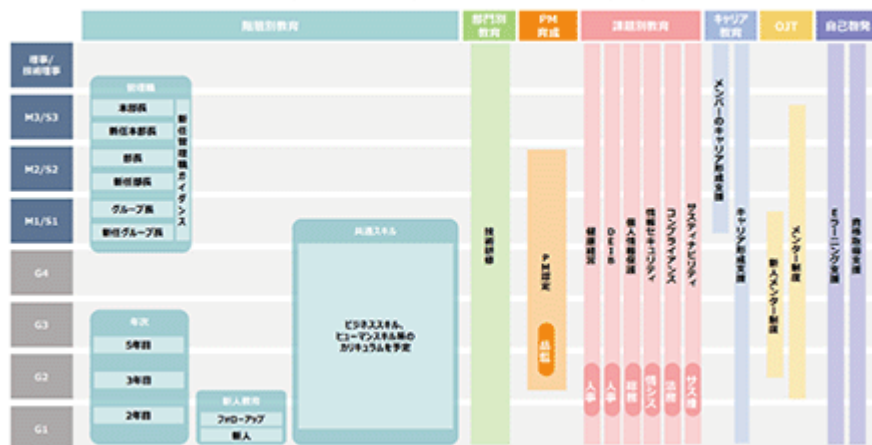 階層別教育
部門別
教育
PM
育成
課題別教育
キャリア
教育
OJT
自己啓発
理事/
技術理事
M3/S3
M2/S2
M1/S1
G4
G3
G2
G1
管理職
本部長
新任本部長
部長
新任部長
グループ長
新任グループ長
新任管理職ガイダンス
年次
5年目
3年目
2年目
新人教育
フォローアップ
新人
共通スキル
ビジネススキル、
ヒューマンスキル等の
カリキュラムを予定
技術研修
PM認定
品監
健康経営
DEIB
個人情報保護
情報セキュリティ
コンプライアンス
サスティナビリティ
人事
人事
総務
情シス
法務
サス推
メンバーのキャリア形成支援
キャリア形成支援
新人メンター制度
メンター制度
Eラーニング支援
資格取得支援